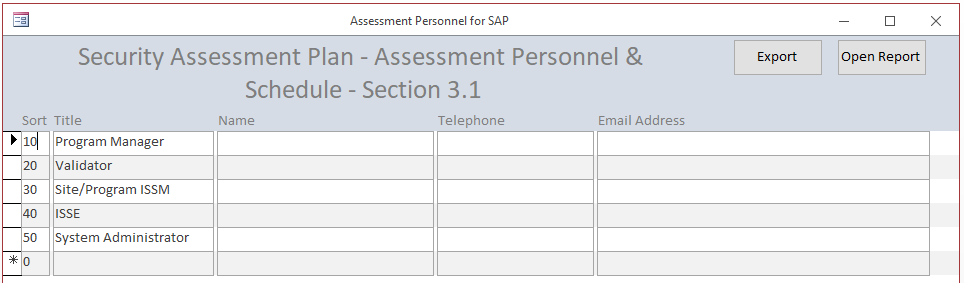 Assessment Personnel for SAP
Security Assessment Plan - Assessment Personnel &
Schedule - Section 3.1
Export
Open Report
Sort Title Name Telephone Email Address
10 Program Manager
20 Validator
30 Site/Program ISSM
40 ISSE
50 System Administrator
* 0